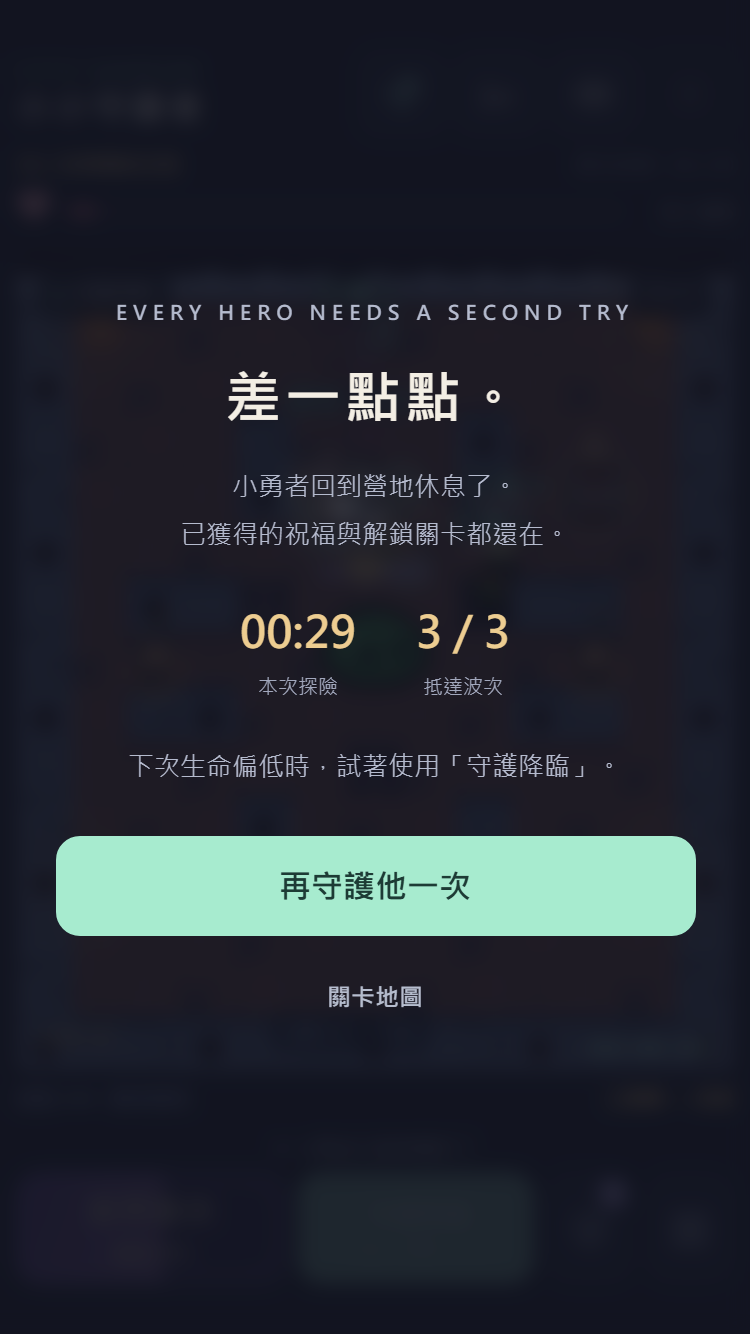 EVERY HERO NEEDS A SECOND TRY
差一點點。
小勇者回到營地休息了。
已獲得的祝福與解鎖關卡都還在。
00:29 3 / 3
本次探險 抵達波次
下次生命偏低時，試著使用「守護降臨」。
再守護他一次
關卡地圖